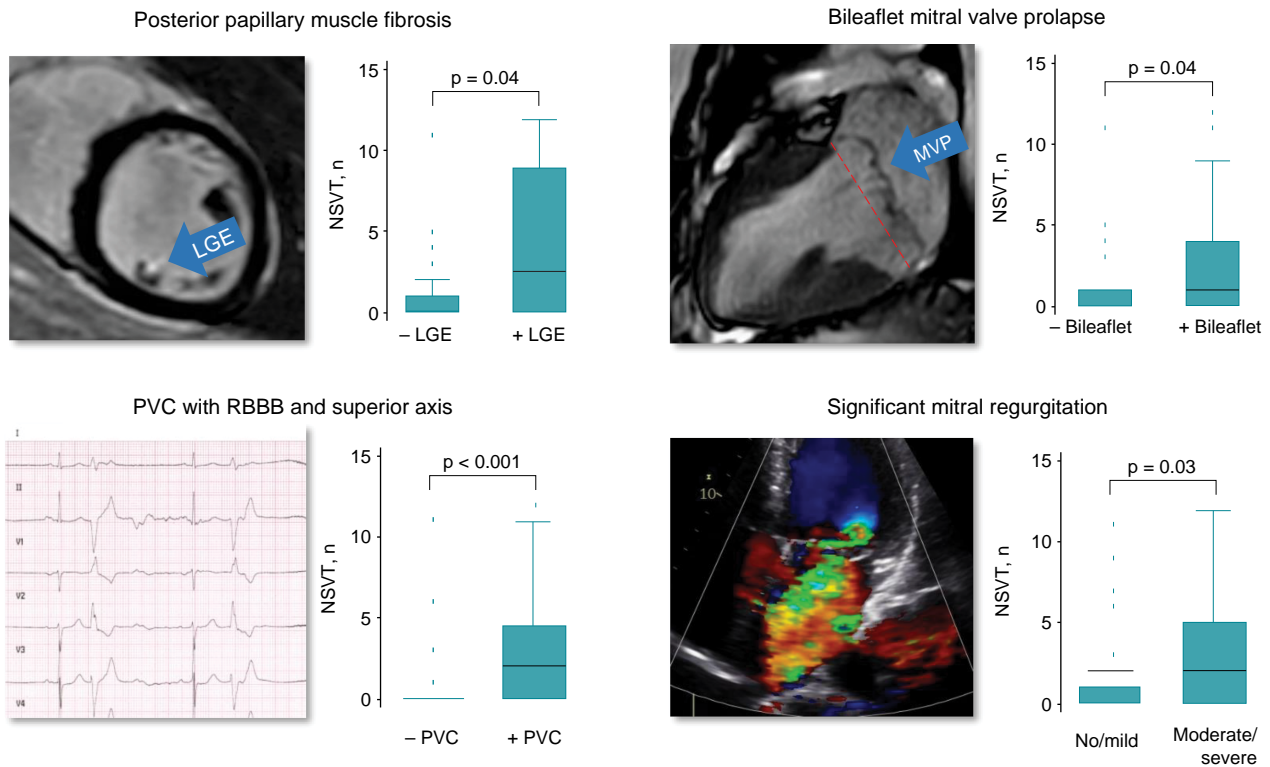 Posterior papillary muscle fibrosis
LGE
15
10
5
0
NSVT, n
p = 0.04
– LGE
+ LGE
Bileaflet mitral valve prolapse
MVP
15
10
5
0
NSVT, n
p = 0.04
– Bileaflet
+ Bileaflet
PVC with RBBB and superior axis
I
II
V1
V2
V3
V4
15
10
5
0
NSVT, n
p < 0.001
– PVC
+ PVC
Significant mitral regurgitation
10
15
10
5
0
NSVT, n
p = 0.03
No/mild
Moderate/
severe